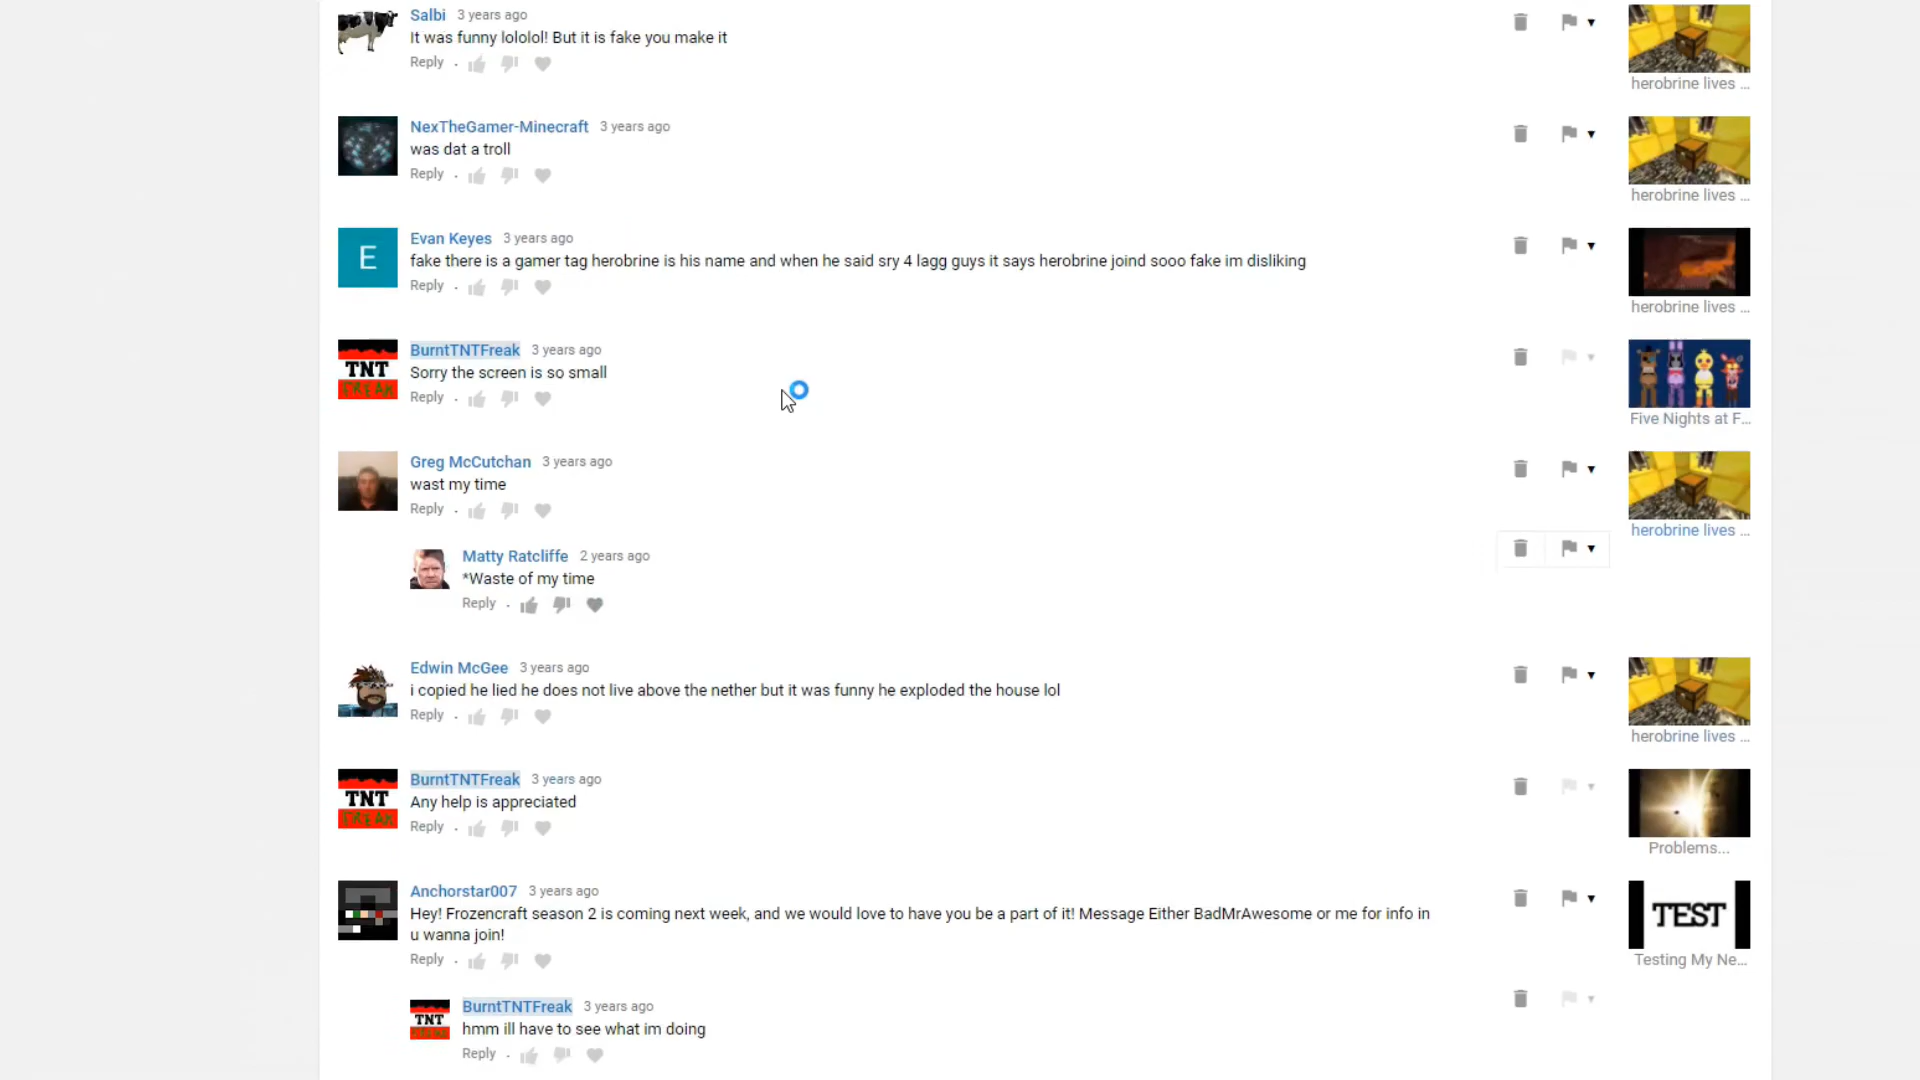 Salbi 3 years ago
It was funny lololol! But it is fake you make it
Reply
herobrine lives ...
NexTheGamer-Minecraft 3 years ago
was dat a troll
Reply
herobrine lives ...
E
Evan Keyes 3 years ago
fake there is a gamer tag herobrine is his name and when he said sry 4 lagg guys it says herobrine joind sooo fake im disliking
Reply
herobrine lives ...
TNT
FREAK
BurntTNTFreak 3 years ago
Sorry the screen is so small
Reply
Five Nights at F...
Greg McCutchan 3 years ago
wast my time
Reply
herobrine lives ...
Matty Ratcliffe 2 years ago
*Waste of my time
Reply
Edwin McGee 3 years ago
i copied he lied he does not live above the nether but it was funny he exploded the house lol
Reply
herobrine lives ...
TNT
FREAK
BurntTNTFreak 3 years ago
Any help is appreciated
Reply
Problems...
Anchorstar007 3 years ago
Hey! Frozencraft season 2 is coming next week, and we would love to have you be a part of it! Message Either BadMrAwesome or me for info in
u wanna join!
Reply
TEST
Testing My Ne...
TNT
FREAK
BurntTNTFreak 3 years ago
hmm ill have to see what im doing
Reply